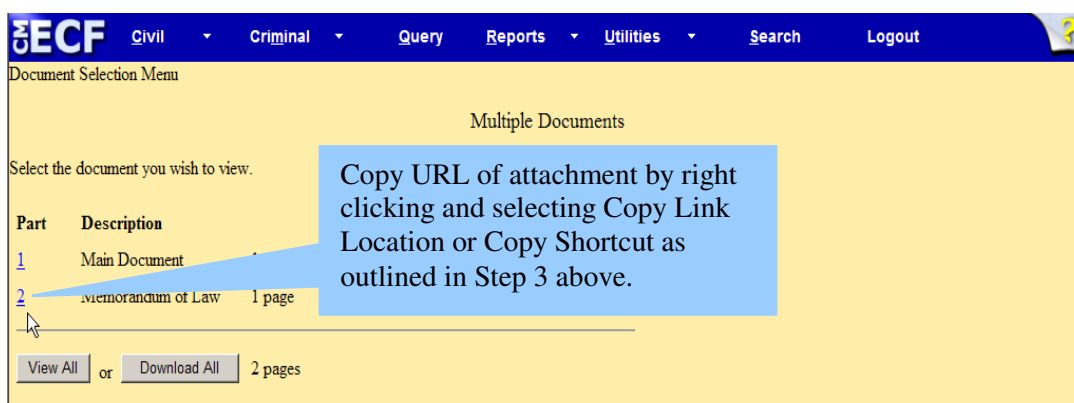 CM ECF Civil Criminal Query Reports Utilities Search Logout ?
Document Selection Menu
Multiple Documents
Select the document you wish to view.
Copy URL of attachment by right
clicking and selecting Copy Link
Location or Copy Shortcut as
outlined in Step 3 above.
Part Description
1 Main Document
2 Memorandum of Law 1 page
View All or Download All 2 pages